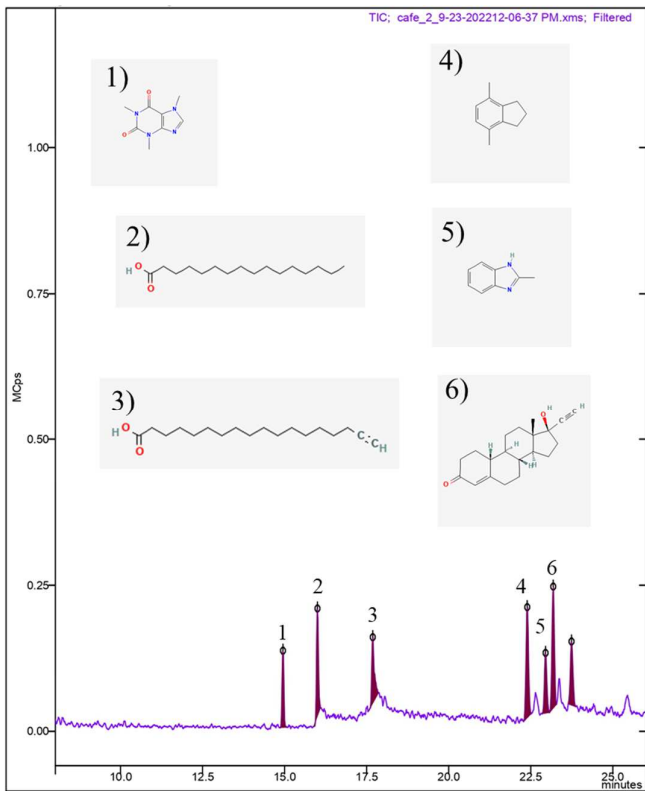 TIC; cafe_2_9-23-202212-06-37 PM.xms; Filtered
1)
O
N
N
O
N
N
4)
1.00
2)
H
O
O
5)
H
N
N
0.75
MCps
3)
H
O
O
C
C
H
6)
H
O
C
C
H
H
H
H
H
O
0.50
0.25
1
2
3
4
5
6
0.00
10.0
12.5
15.0
17.5
20.0
22.5
25.0
minutes